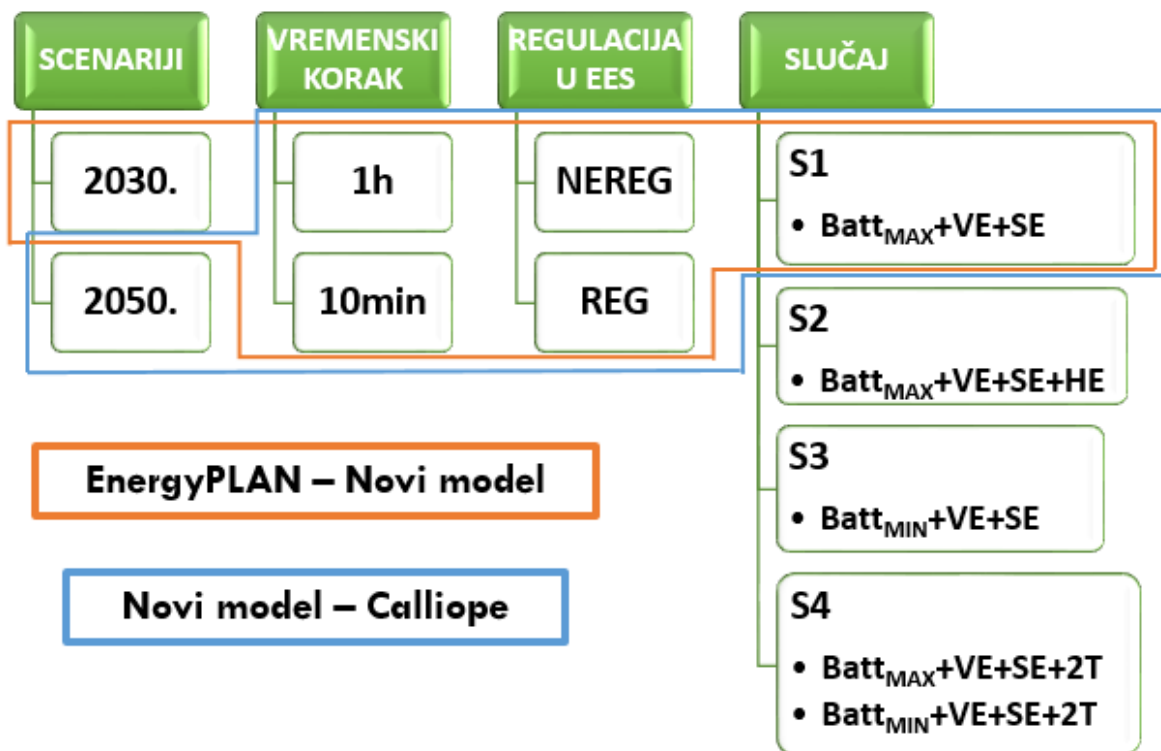 SCENARIJI
2030.
2050.
VREMENSKI
KORAK
1h
10min
REGULACIJA
U EES
NEREG
REG
SLUČAJ
S1
• BattMAX+VE+SE
S2
• BattMAX+VE+SE+HE
S3
• BattMIN+VE+SE
S4
• BattMAX+VE+SE+2T
• BattMIN+VE+SE+2T
EnergyPLAN – Novi model
Novi model – Calliope